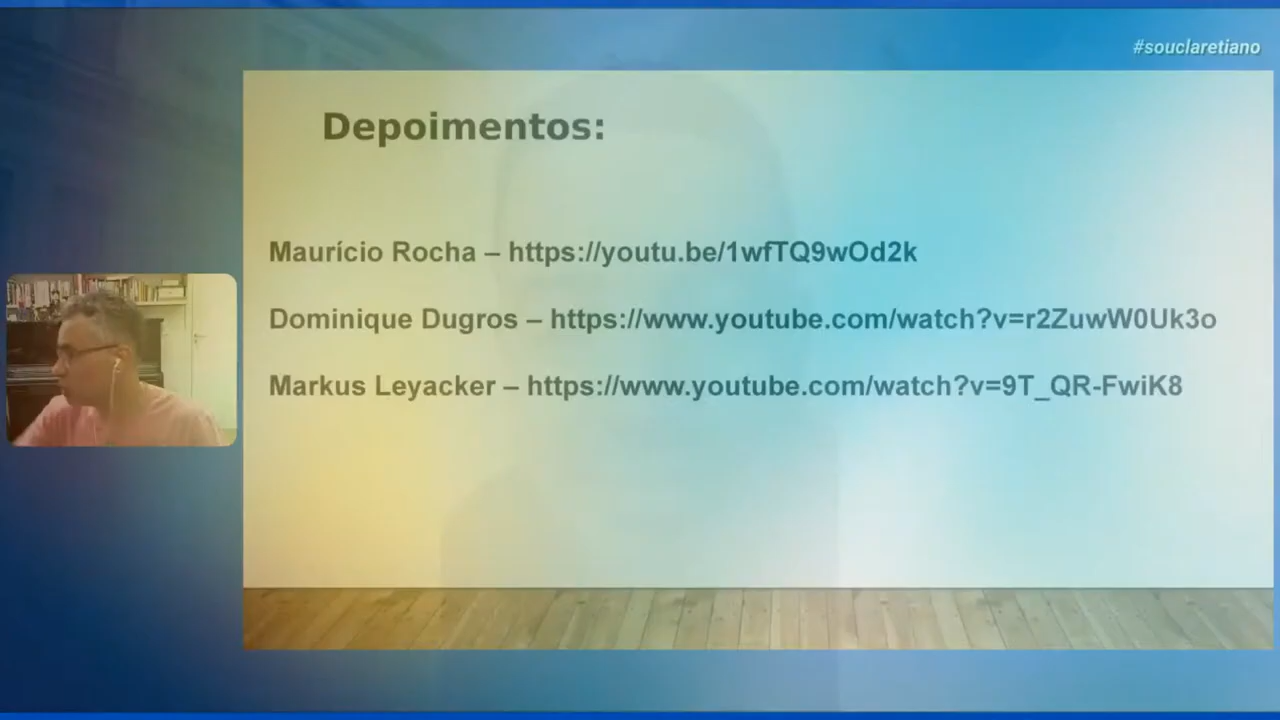 #souclaretiano
Depoimentos:
Maurício Rocha – https://youtu.be/1wfTQ9wOd2k
Dominique Dugros – https://www.youtube.com/watch?v=r2ZuwW0Uk3o
Markus Leyacker – https://www.youtube.com/watch?v=9T_QR-FwiK8